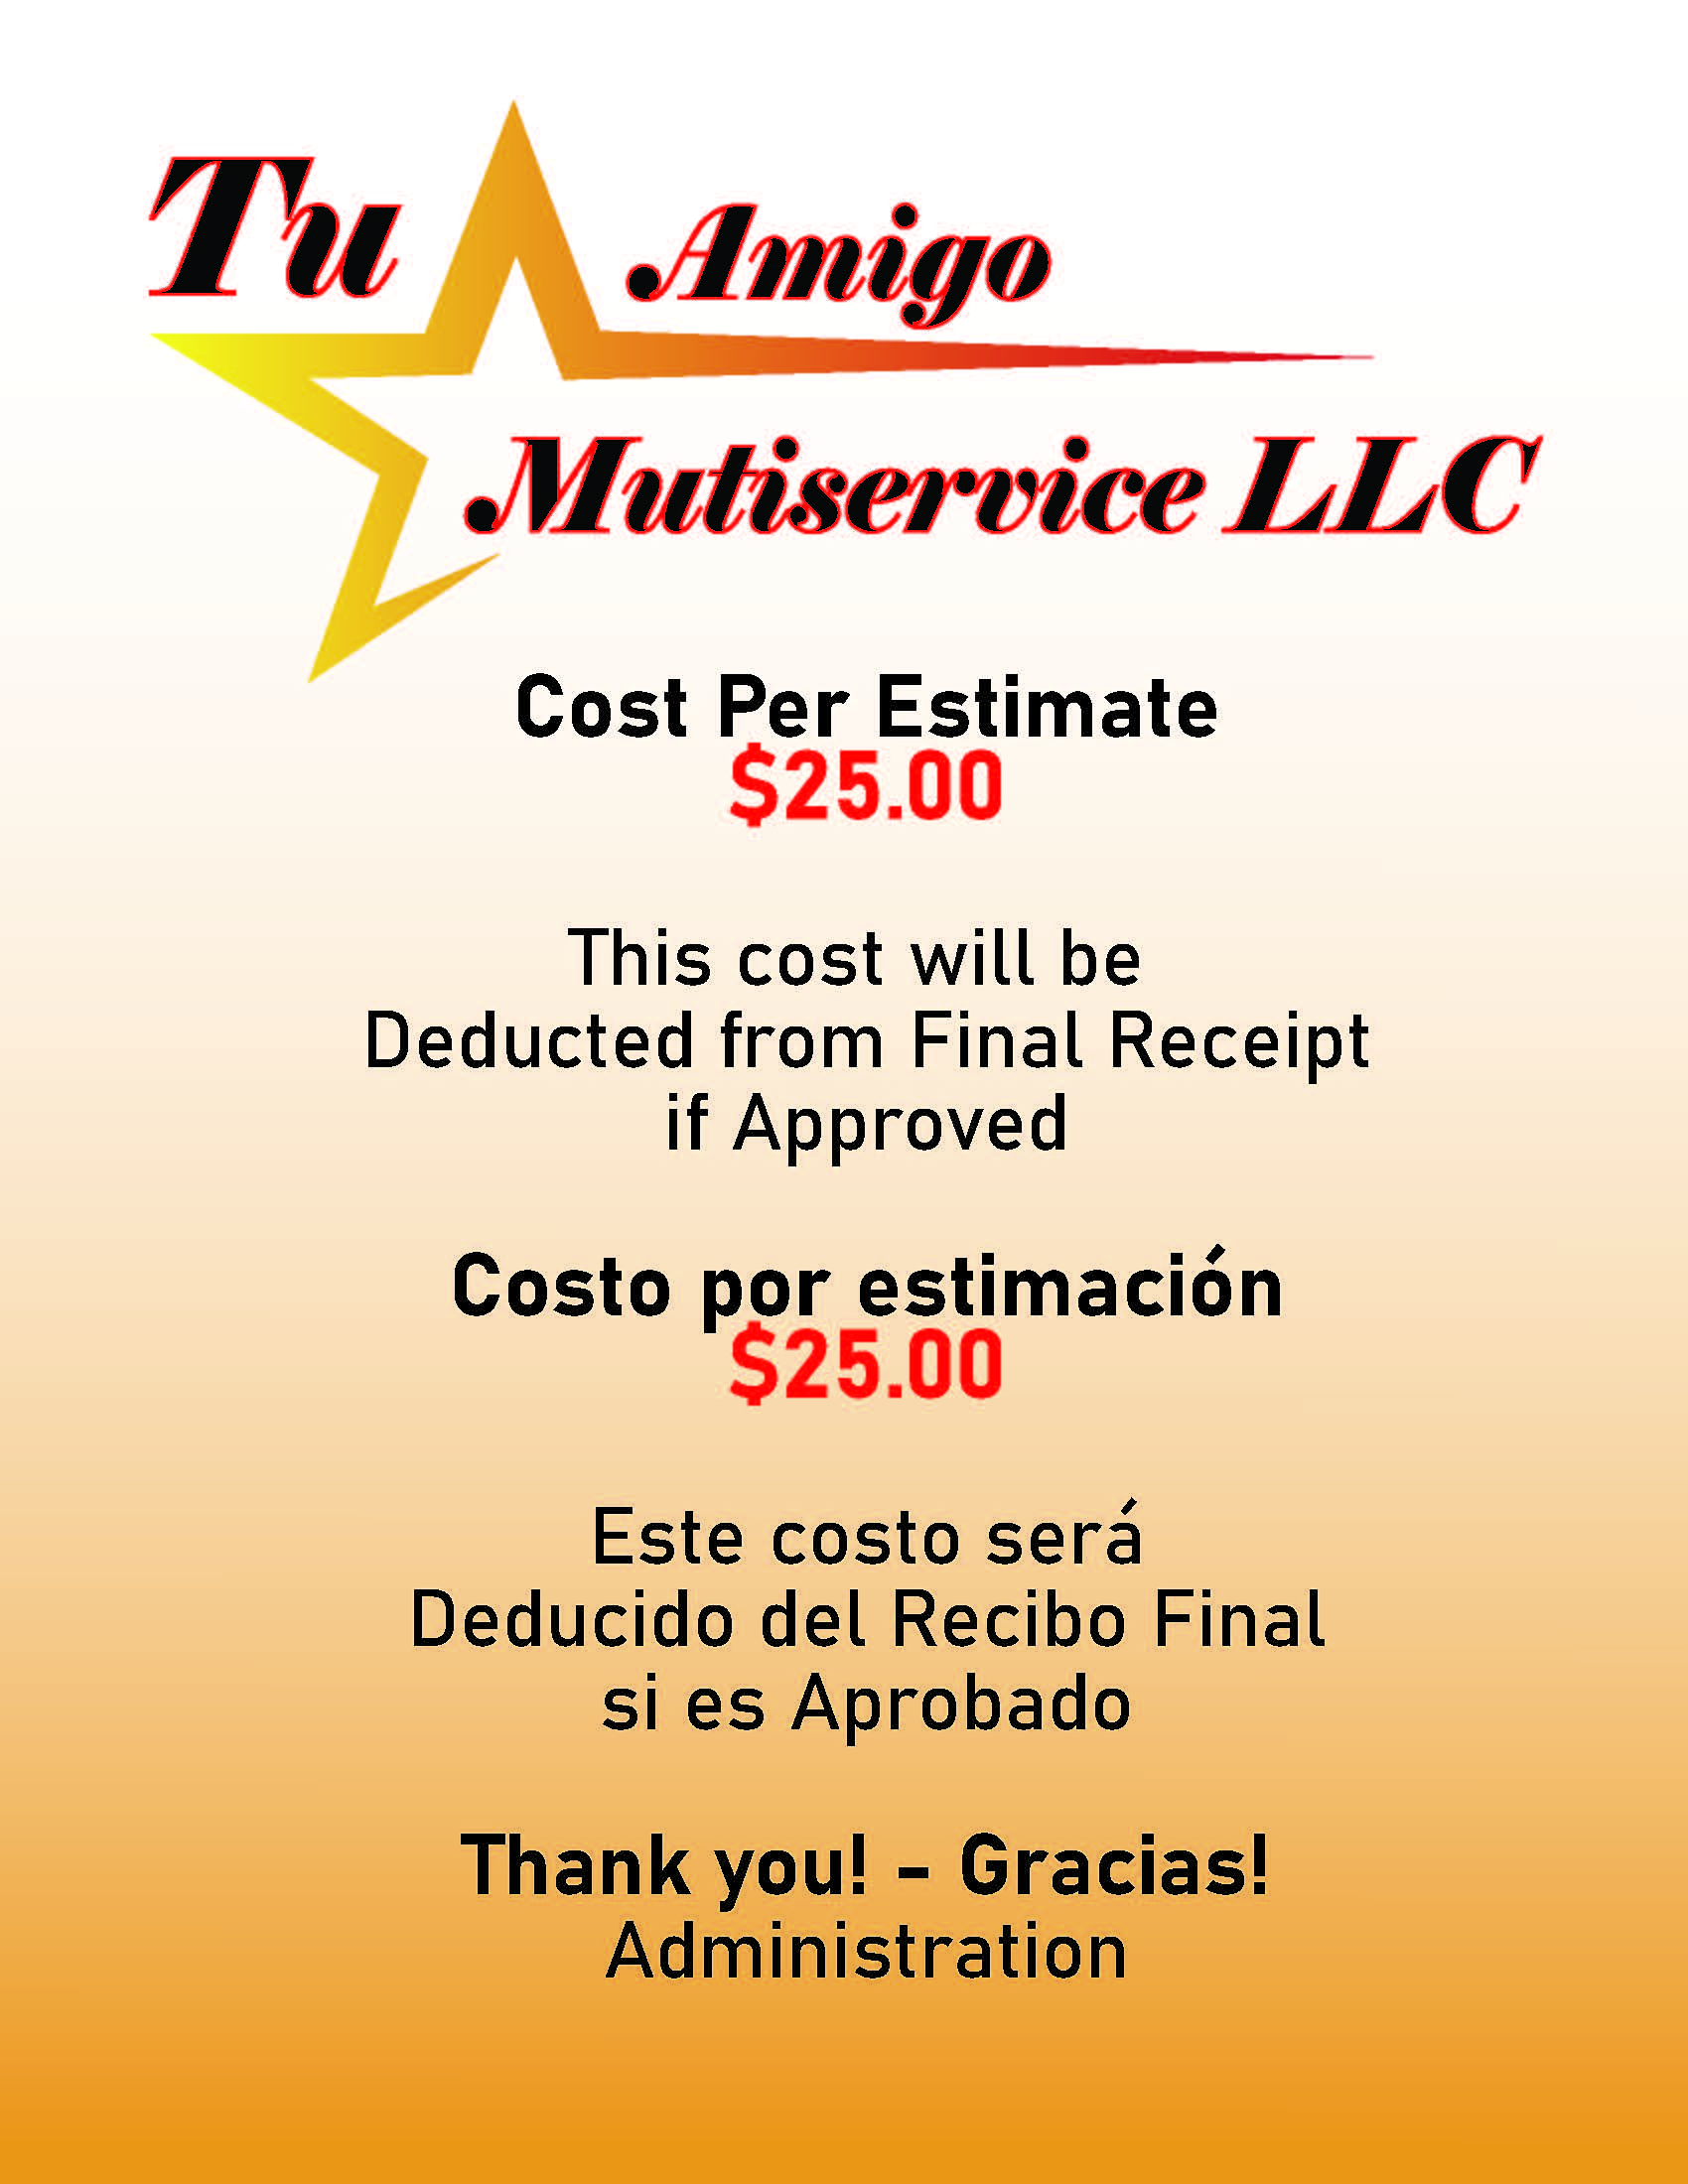 Tu Amigo
Mutiservice LLC
Cost Per Estimate
$25.00
This cost will be
Deducted from Final Receipt
if Approved
Costo por estimación
$25.00
Este costo será
Deducido del Recibo Final
si es Aprobado
Thank you! - Gracias!
Administration